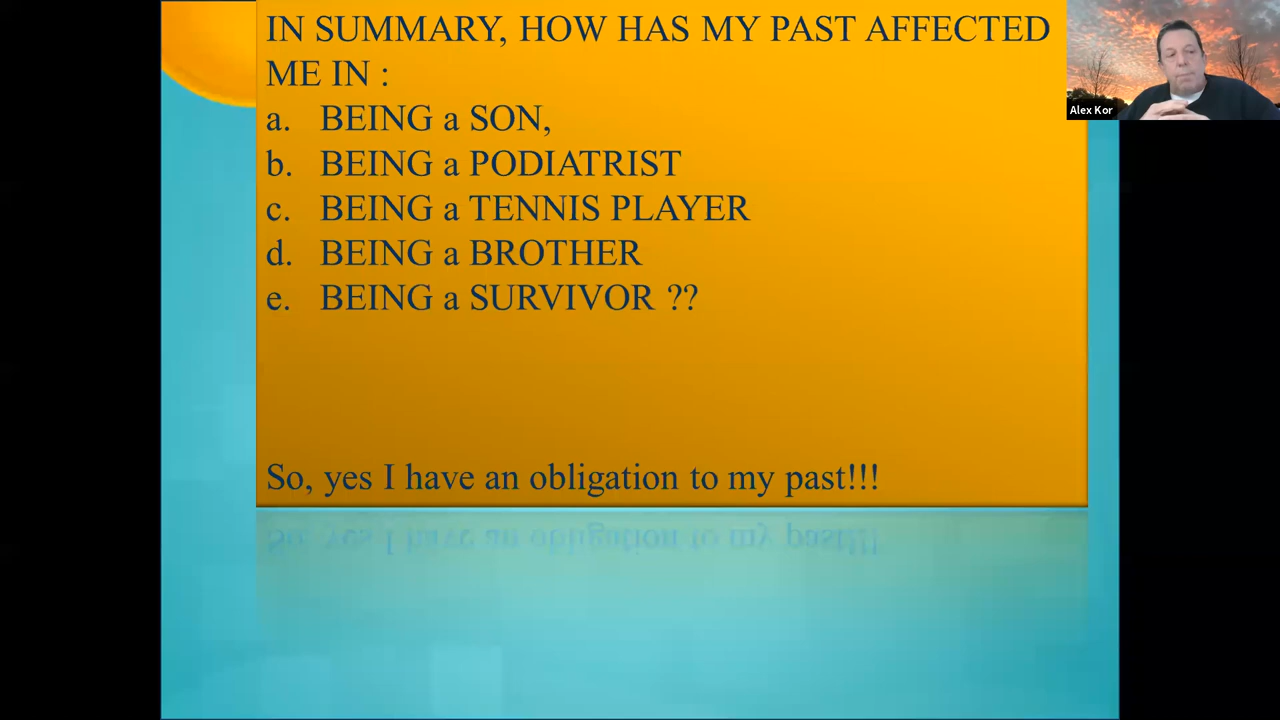 IN SUMMARY, HOW HAS MY PAST AFFECTED
ME IN :
a. BEING a SON,
b. BEING a PODIATRIST
c. BEING a TENNIS PLAYER
d. BEING a BROTHER
e. BEING a SURVIVOR ??
So, yes I have an obligation to my past!!!
Alex Kor